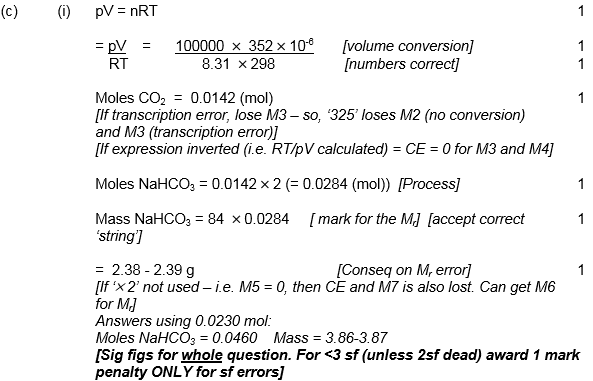 (c) (i) pV = nRT 1
= pV = 100000 × 352 × 10⁻⁶ [volume conversion] 1
RT 8.31 × 298 [numbers correct] 1
Moles CO₂ = 0.0142 (mol) 1
[If transcription error, lose M3 – so, ‘325’ loses M2 (no conversion)
and M3 (transcription error)]
[If expression inverted (i.e. RT/pV calculated) = CE = 0 for M3 and M4]
Moles NaHCO₃ = 0.0142 × 2 (= 0.0284 (mol)) [Process] 1
Mass NaHCO₃ = 84 × 0.0284 [ mark for the Mᵣ] [accept correct 1
‘string’]
= 2.38 - 2.39 g [Conseq on Mᵣ error] 1
[If ‘× 2’ not used – i.e. M5 = 0, then CE and M7 is also lost. Can get M6
for Mᵣ]
Answers using 0.0230 mol:
Moles NaHCO₃ = 0.0460 Mass = 3.86-3.87
[Sig figs for whole question. For <3 sf (unless 2sf dead) award 1 mark
penalty ONLY for sf errors]